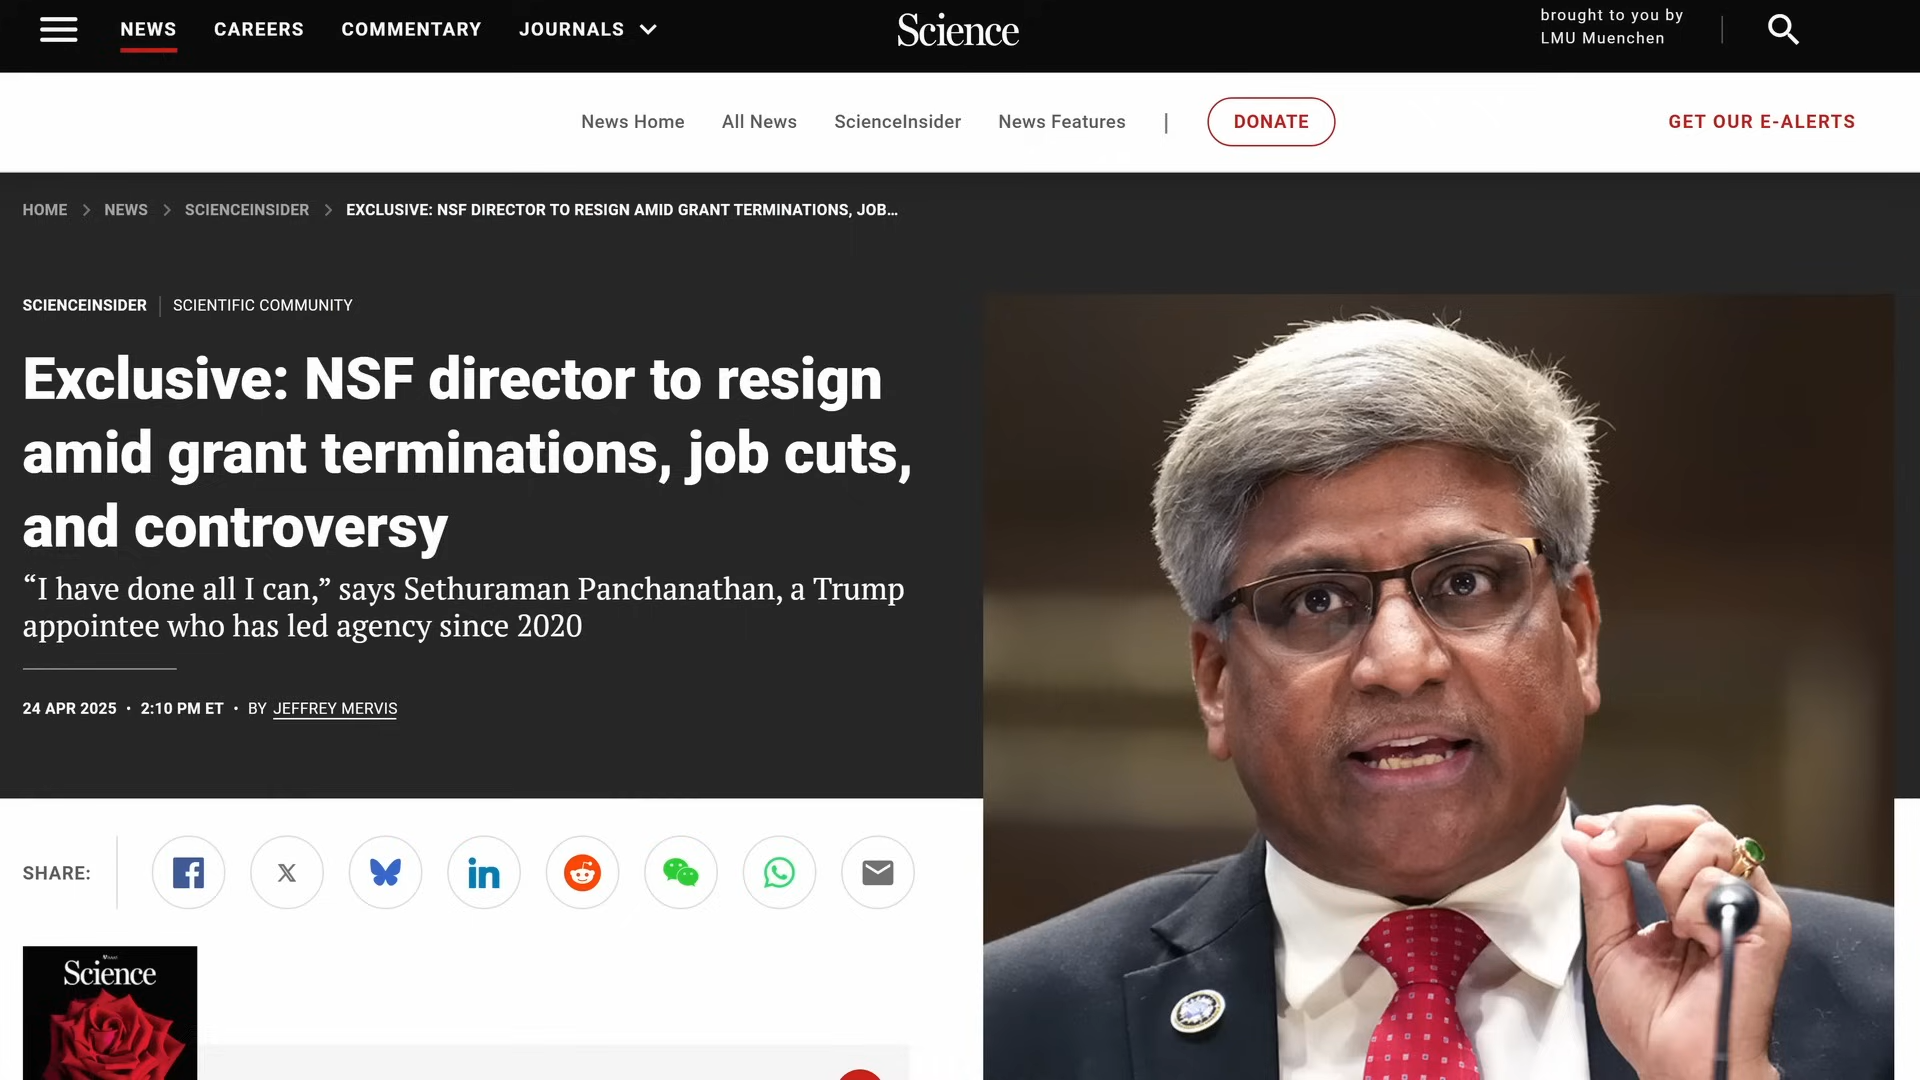 NEWS
CAREERS
COMMENTARY
JOURNALS
Science
brought to you by
LMU Muenchen
News Home
All News
ScienceInsider
News Features
DONATE
GET OUR E-ALERTS
HOME
NEWS
SCIENCEINSIDER
EXCLUSIVE: NSF DIRECTOR TO RESIGN AMID GRANT TERMINATIONS, JOB...
SCIENCEINSIDER
SCIENTIFIC COMMUNITY
Exclusive: NSF director to resign
amid grant terminations, job cuts,
and controversy
“I have done all I can,” says Sethuraman Panchanathan, a Trump
appointee who has led agency since 2020
24 APR 2025 • 2:10 PM ET • BY JEFFREY MERVIS
SHARE:
Science